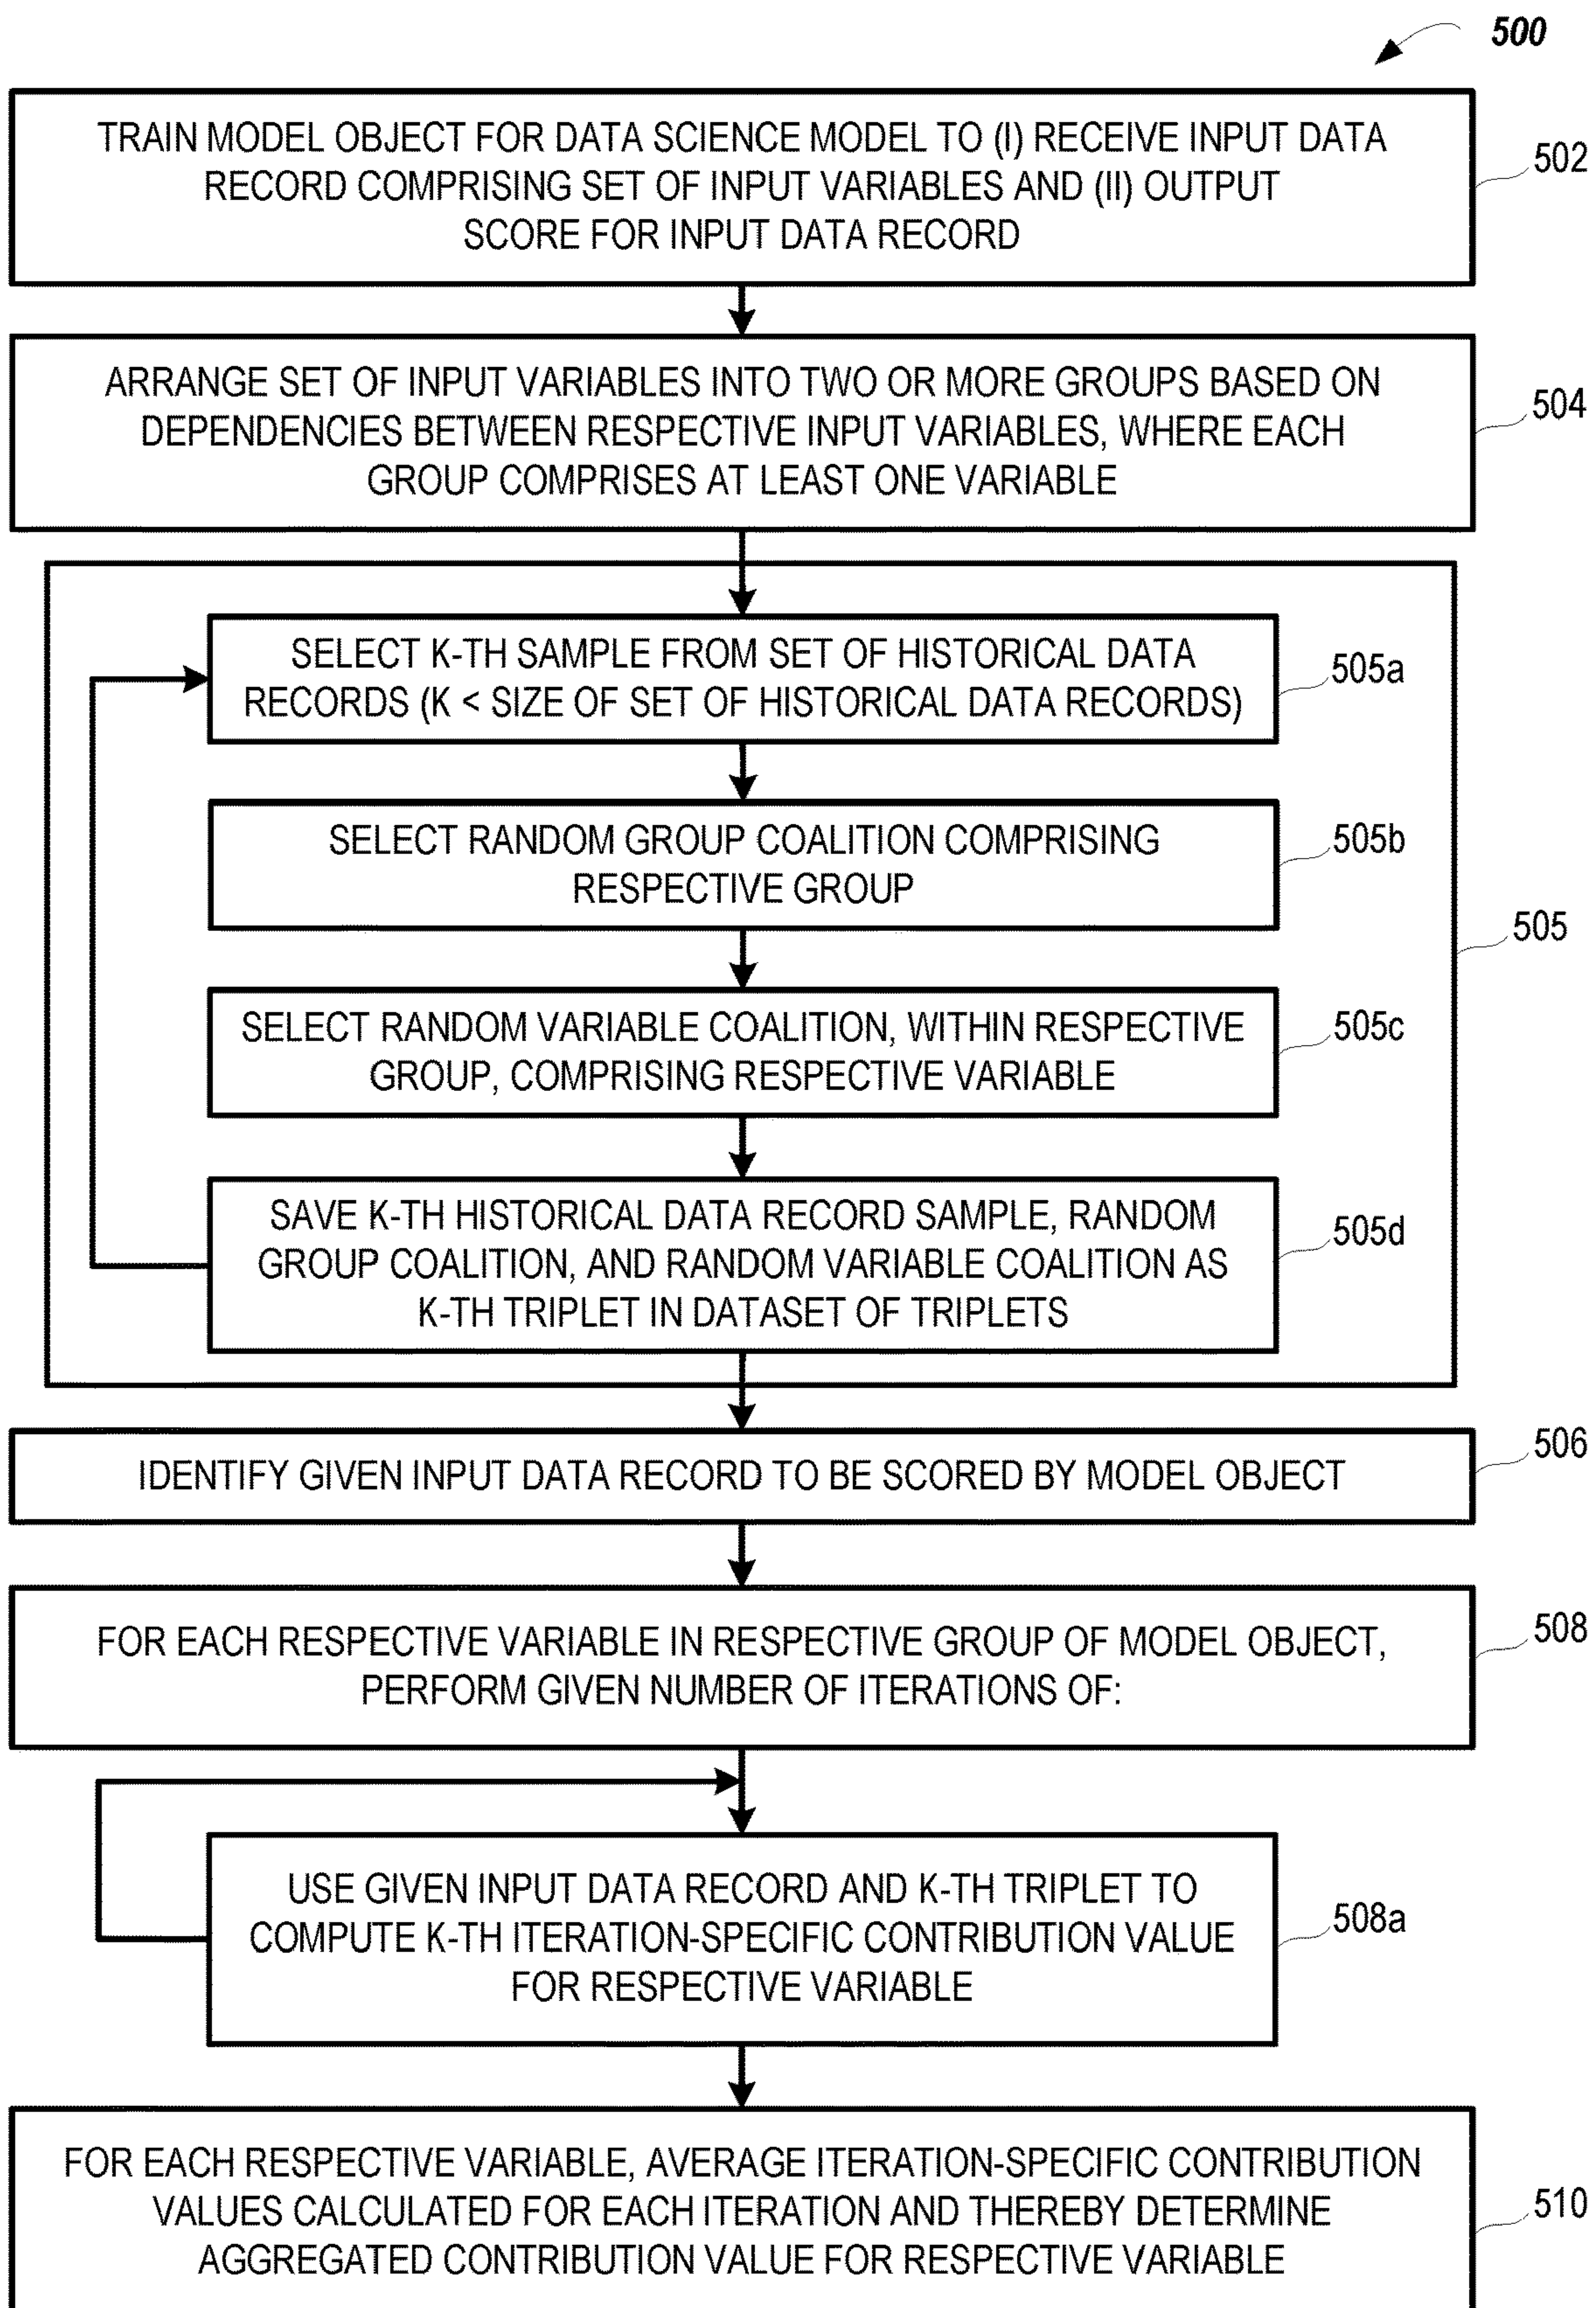 500
TRAIN MODEL OBJECT FOR DATA SCIENCE MODEL TO (I) RECEIVE INPUT DATA
RECORD COMPRISING SET OF INPUT VARIABLES AND (II) OUTPUT
SCORE FOR INPUT DATA RECORD
502
ARRANGE SET OF INPUT VARIABLES INTO TWO OR MORE GROUPS BASED ON
DEPENDENCIES BETWEEN RESPECTIVE INPUT VARIABLES, WHERE EACH
GROUP COMPRISES AT LEAST ONE VARIABLE
504
SELECT K-TH SAMPLE FROM SET OF HISTORICAL DATA
RECORDS (K < SIZE OF SET OF HISTORICAL DATA RECORDS)
505a
SELECT RANDOM GROUP COALITION COMPRISING
RESPECTIVE GROUP
505b
505
SELECT RANDOM VARIABLE COALITION, WITHIN RESPECTIVE
GROUP, COMPRISING RESPECTIVE VARIABLE
505c
SAVE K-TH HISTORICAL DATA RECORD SAMPLE, RANDOM
GROUP COALITION, AND RANDOM VARIABLE COALITION AS
K-TH TRIPLET IN DATASET OF TRIPLETS
505d
IDENTIFY GIVEN INPUT DATA RECORD TO BE SCORED BY MODEL OBJECT
506
FOR EACH RESPECTIVE VARIABLE IN RESPECTIVE GROUP OF MODEL OBJECT,
PERFORM GIVEN NUMBER OF ITERATIONS OF:
508
USE GIVEN INPUT DATA RECORD AND K-TH TRIPLET TO
COMPUTE K-TH ITERATION-SPECIFIC CONTRIBUTION VALUE
FOR RESPECTIVE VARIABLE
508a
FOR EACH RESPECTIVE VARIABLE, AVERAGE ITERATION-SPECIFIC CONTRIBUTION
VALUES CALCULATED FOR EACH ITERATION AND THEREBY DETERMINE
AGGREGATED CONTRIBUTION VALUE FOR RESPECTIVE VARIABLE
510